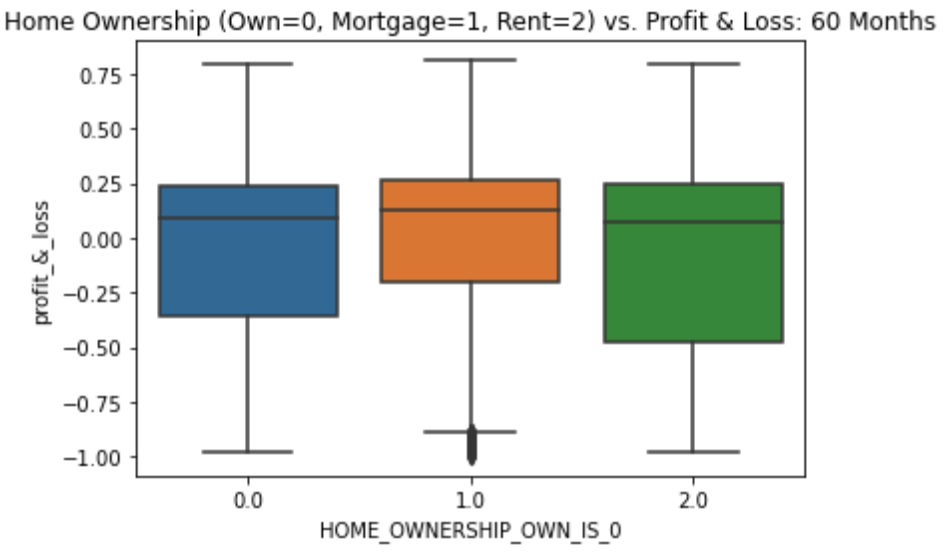 Home Ownership (Own=0, Mortgage=1, Rent=2) vs. Profit & Loss: 60 Months
profit_&_loss
0.75
0.50
0.25
0.00
−0.25
−0.50
−0.75
−1.00
0.0 1.0 2.0
HOME_OWNERSHIP_OWN_IS_0